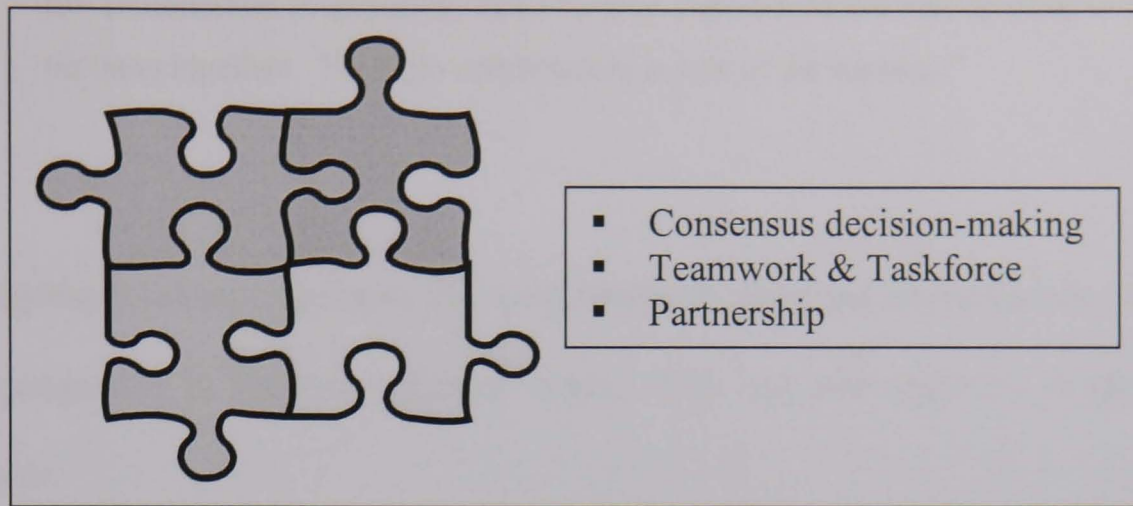 ▪ Consensus decision-making
▪ Teamwork & Taskforce
▪ Partnership